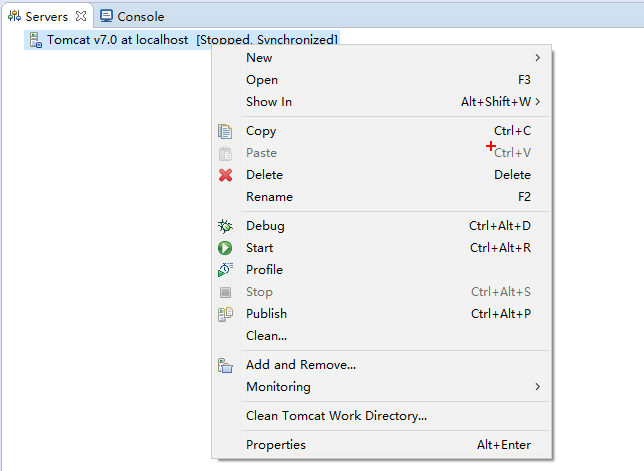 Servers Console
Tomcat v7.0 at localhost [Stopped, Synchronized]
New
Open F3
Show In Alt+Shift+W
Copy Ctrl+C
Paste Ctrl+V
Delete Delete
Rename F2
Debug Ctrl+Alt+D
Start Ctrl+Alt+R
Profile
Stop Ctrl+Alt+S
Publish Ctrl+Alt+P
Clean...
Add and Remove...
Monitoring
Clean Tomcat Work Directory...
Properties Alt+Enter